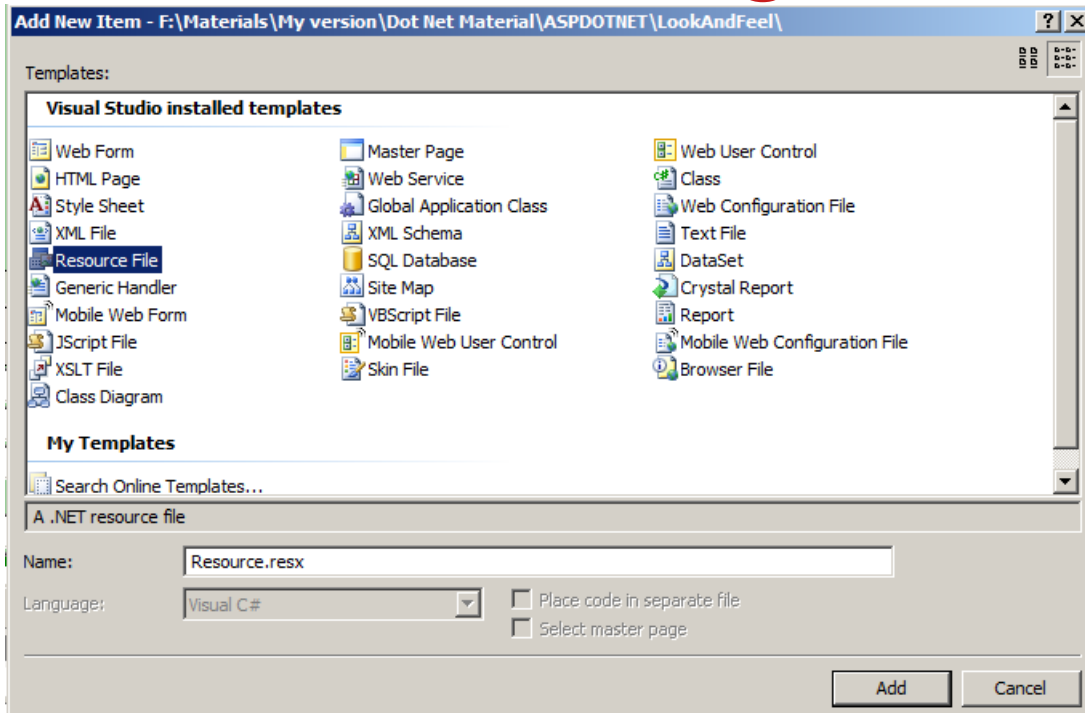 Add New Item - F:\Materials\My version\Dot Net Material\ASPDOTNET\LookAndFeel\
Templates:
Visual Studio installed templates
Web Form Master Page Web User Control
HTML Page Web Service Class
Style Sheet Global Application Class Web Configuration File
XML File XML Schema Text File
Resource File SQL Database DataSet
Generic Handler Site Map Crystal Report
Mobile Web Form VBScript File Report
JScript File Mobile Web User Control Mobile Web Configuration File
XSLT File Skin File Browser File
Class Diagram
My Templates
Search Online Templates...
A .NET resource file
Name: Resource.resx
Language: Visual C# Place code in separate file
Select master page
Add Cancel